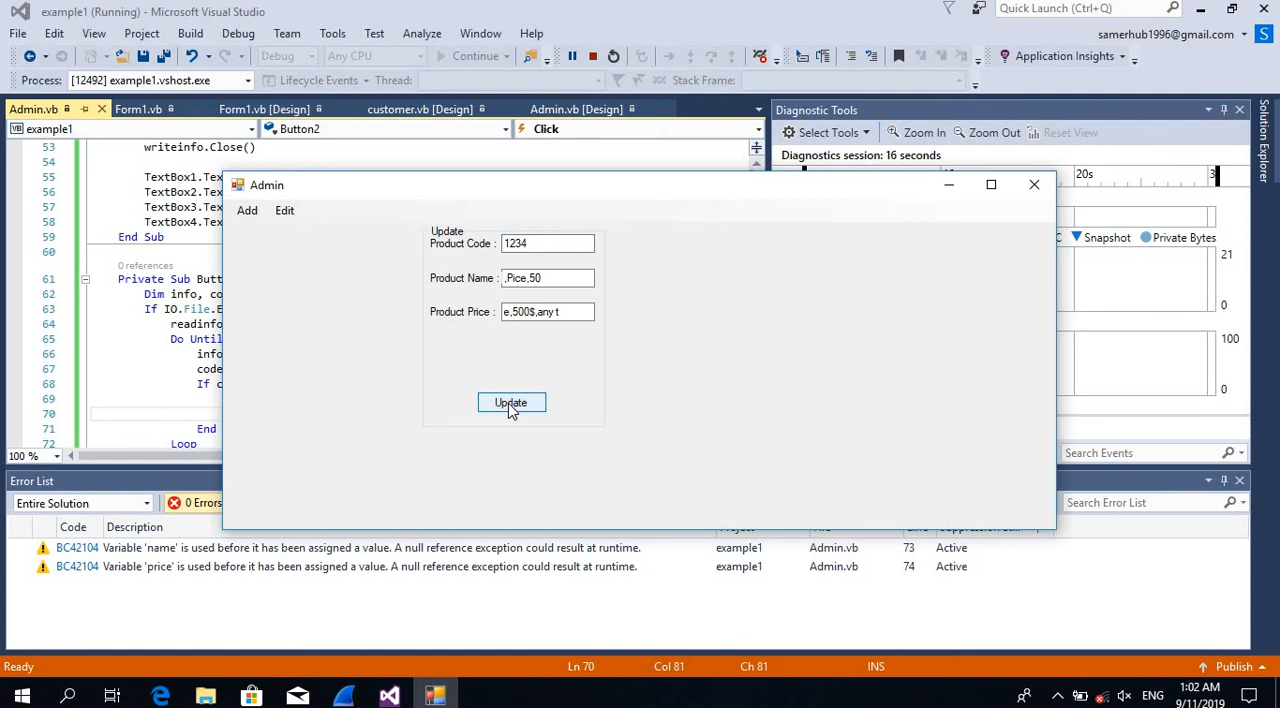 example1 (Running) - Microsoft Visual Studio
Quick Launch (Ctrl+Q)
File Edit View Project Build Debug Team Tools Test Analyze Window Help
samerhub1996@gmail.com
S
Debug Any CPU Continue Application Insights
Process: [12492] example1.vshost.exe Lifecycle Events Thread: Stack Frame:
Admin.vb Form1.vb Form1.vb [Design] customer.vb [Design] Admin.vb [Design]
Diagnostic Tools
Solution Explorer
example1 Button2 Click
Select Tools Zoom In Zoom Out Reset View
53 writeinfo.Close()
Diagnostics session: 16 seconds
54
20s
55 TextBox1.Tex
56 TextBox2.Tex
57 TextBox3.Tex
58 TextBox4.Tex
59 End Sub
60
0 references
61 Private Sub Butt
62 Dim info, co
63 If IO.File.E
64 readinfo
65 Do Until
66 info
67 code
68 If c
69
70
71 End
72 Loop
Snapshot Private Bytes
21
0
100
0
Admin
Add Edit
Update
Product Code : 1234
Product Name : ,Pice,50
Product Price : e,500$,any t
Update
100 %
Search Events
Error List
Entire Solution 0 Errors
Search Error List
Code Description
BC42104 Variable 'name' is used before it has been assigned a value. A null reference exception could result at runtime. example1 Admin.vb 73 Active
BC42104 Variable 'price' is used before it has been assigned a value. A null reference exception could result at runtime. example1 Admin.vb 74 Active
Ready Ln 70 Col 81 Ch 81 INS Publish
ENG
1:02 AM
9/11/2019